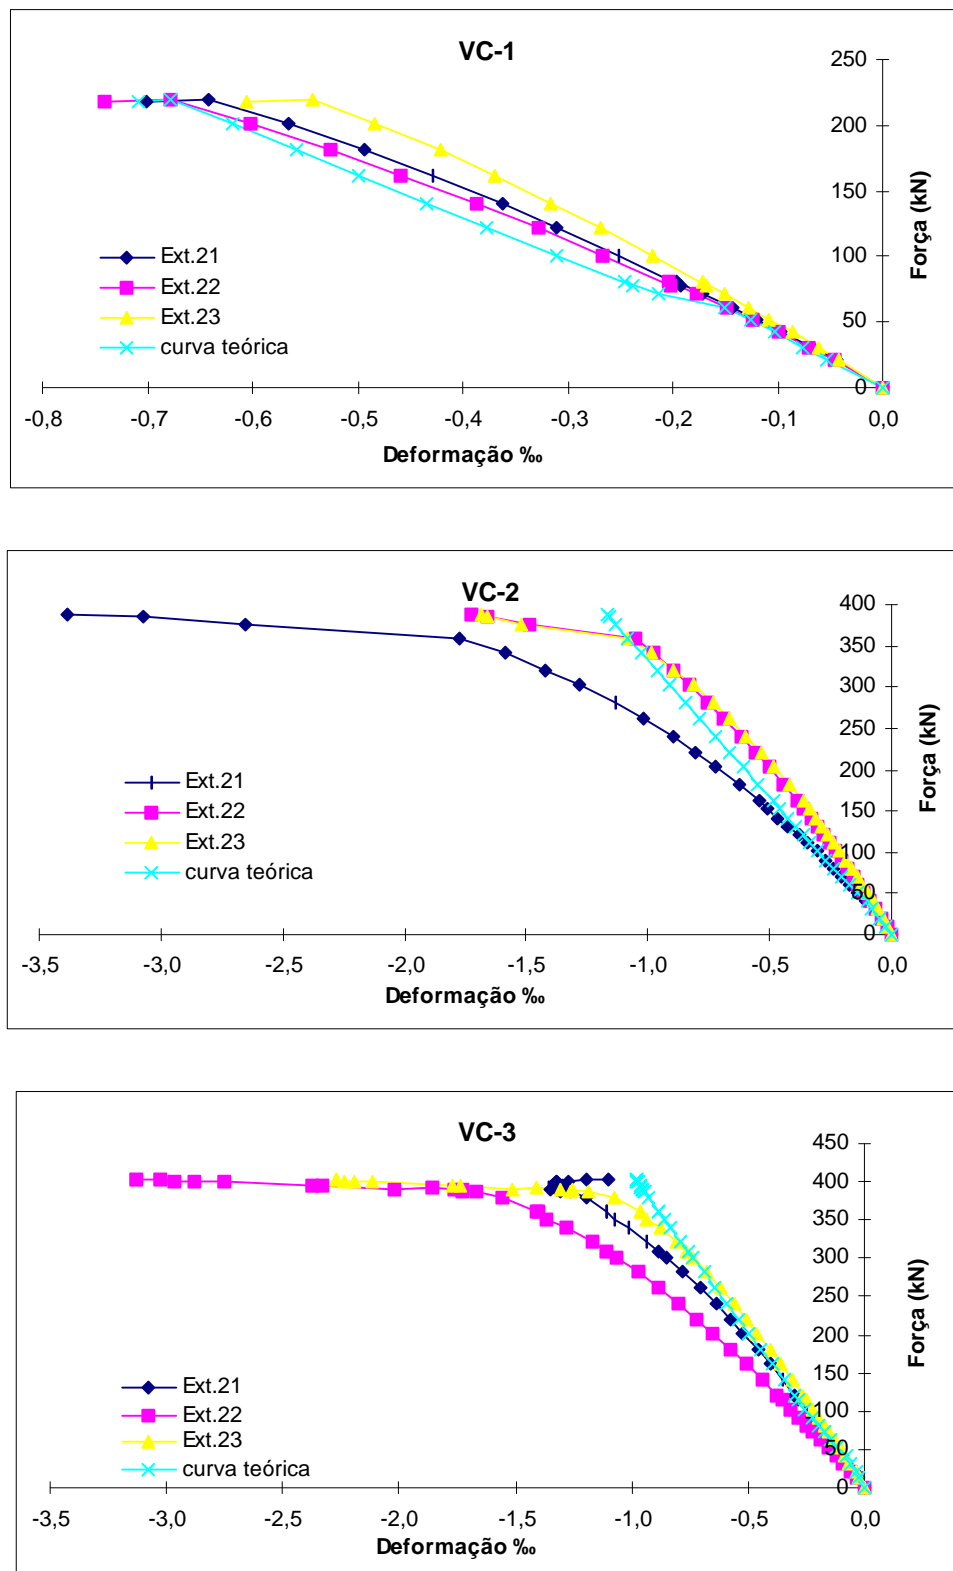 VC-1
250
200
150
100
50
0
Força (kN)
Ext.21
Ext.22
Ext.23
curva teórica
-0,8 -0,7 -0,6 -0,5 -0,4 -0,3 -0,2 -0,1 0,0
Deformação ‰
VC-2
400
350
300
250
200
150
100
50
0
Força (kN)
Ext.21
Ext.22
Ext.23
curva teórica
-3,5 -3,0 -2,5 -2,0 -1,5 -1,0 -0,5 0,0
Deformação ‰
VC-3
450
400
350
300
250
200
150
100
50
0
Força (kN)
Ext.21
Ext.22
Ext.23
curva teórica
-3,5 -3,0 -2,5 -2,0 -1,5 -1,0 -0,5 0,0
Deformação ‰